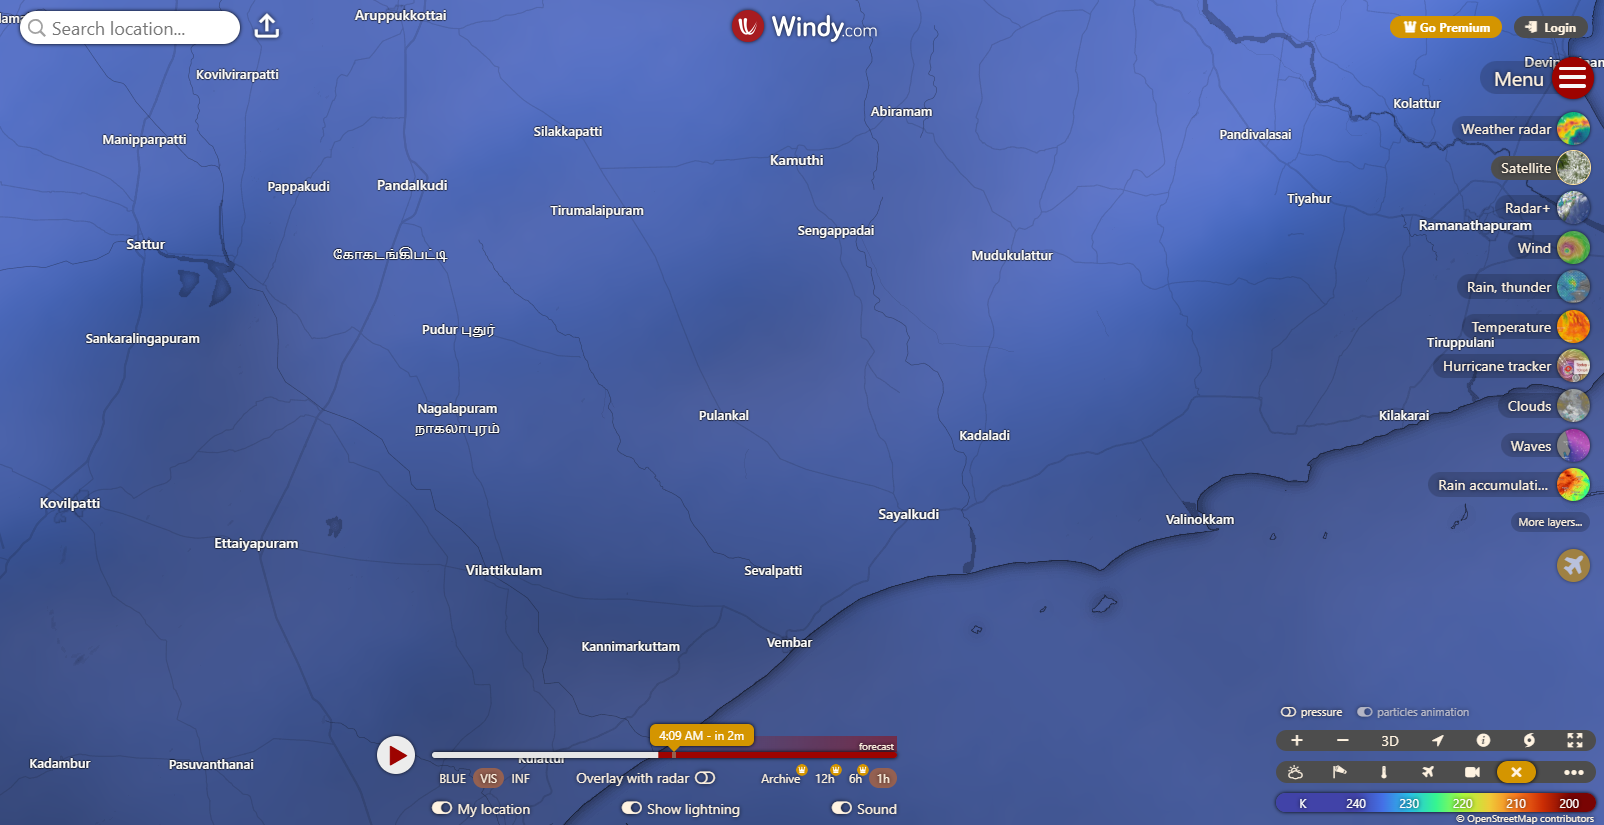 Aruppukkottai
Search location...
Windy.com
Go Premium
Login
Menu
Kovilvirarpatti
Kolattur
Abiramam
Weather radar
Silakkapatti
Pandivalasai
Manipparpatti
Kamuthi
Satellite
Pappakudi
Pandalkudi
Tiyahur
Radar+
Tirumalaipuram
Ramanathapuram
Sengappadai
Sattur
Wind
கோகடங்கிபட்டி
Mudukulattur
Rain, thunder
Pudur புதுர்
Temperature
Sankaralingapuram
Tiruppulani
Hurricane tracker
Nagalapuram
நாகலாபுரம்
Clouds
Pulankal
Kilakarai
Kadaladi
Waves
Rain accumulati...
Kovilpatti
Sayalkudi
Valinokkam
More layers...
Ettaiyapuram
Vilattikulam
Sevalpatti
Kannimarkuttam
Vembar
pressure
particles animation
4:09 AM - in 2m
forecast
3D
Kulattur
Kadambur
Pasuvanthanai
BLUE VIS INF
Overlay with radar
Archive 12h 6h 1h
My location
Show lightning
Sound
K 240 230 220 210 200
© OpenStreetMap contributors